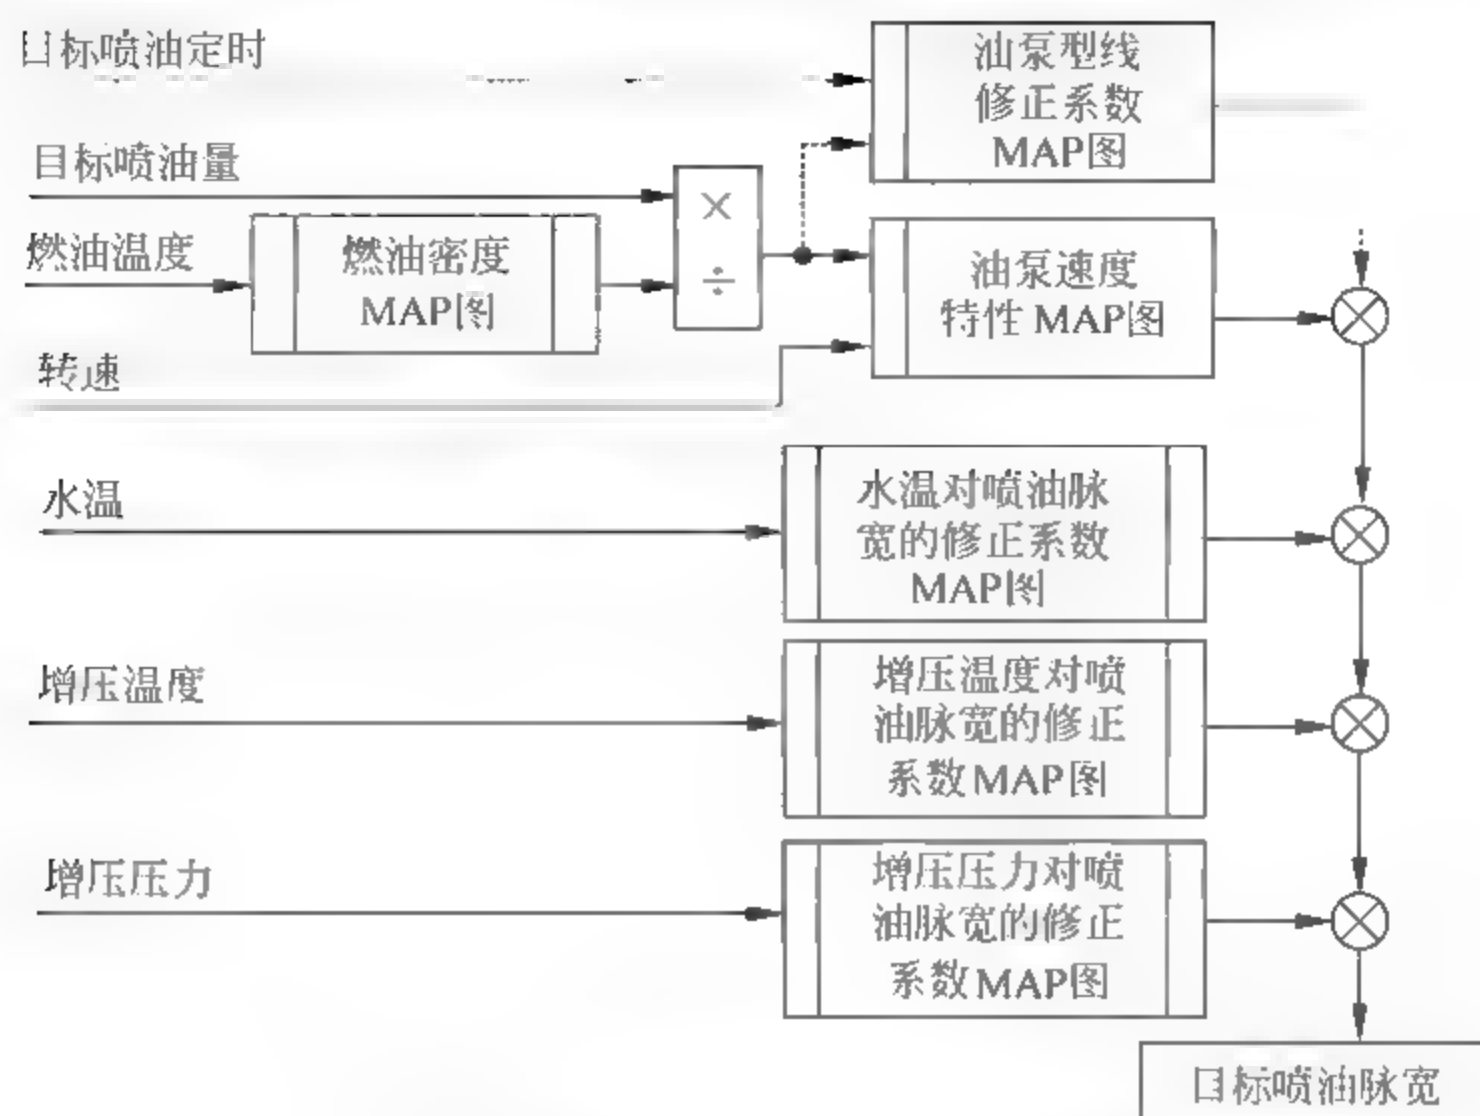 目标喷油定时
油泵型线
修正系数
MAP图
目标喷油量
×
÷
燃油温度
燃油密度
MAP图
油泵速度
特性 MAP图
转速
水温
水温对喷油脉
宽的修正系数
MAP图
增压温度
增压温度对喷
油脉宽的修正
系数MAP图
增压压力
增压压力对喷
油脉宽的修正
系数MAP图
目标喷油脉宽